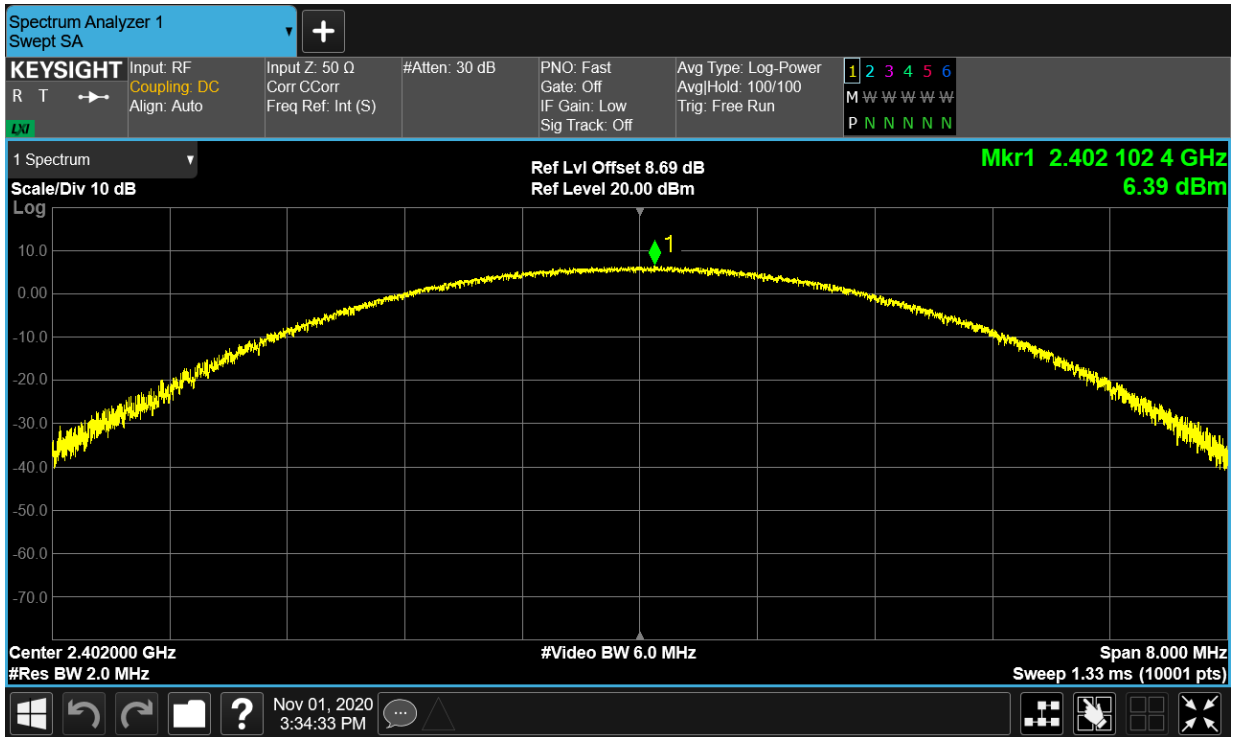 Spectrum Analyzer 1
Swept SA
KEYSIGHT
R T
LXI
Input: RF
Coupling: DC
Align: Auto
Input Z: 50 Ω
Corr CCorr
Freq Ref: Int (S)
#Atten: 30 dB
PNO: Fast
Gate: Off
IF Gain: Low
Sig Track: Off
Avg Type: Log-Power
Avg|Hold: 100/100
Trig: Free Run
1 2 3 4 5 6
M W W W W W
P N N N N N
1 Spectrum
Scale/Div 10 dB
Log
Ref Lvl Offset 8.69 dB
Ref Level 20.00 dBm
Mkr1 2.402 102 4 GHz
6.39 dBm
1
10.0
0.00
-10.0
-20.0
-30.0
-40.0
-50.0
-60.0
-70.0
Center 2.402000 GHz
#Res BW 2.0 MHz
#Video BW 6.0 MHz
Span 8.000 MHz
Sweep 1.33 ms (10001 pts)
?
Nov 01, 2020
3:34:33 PM